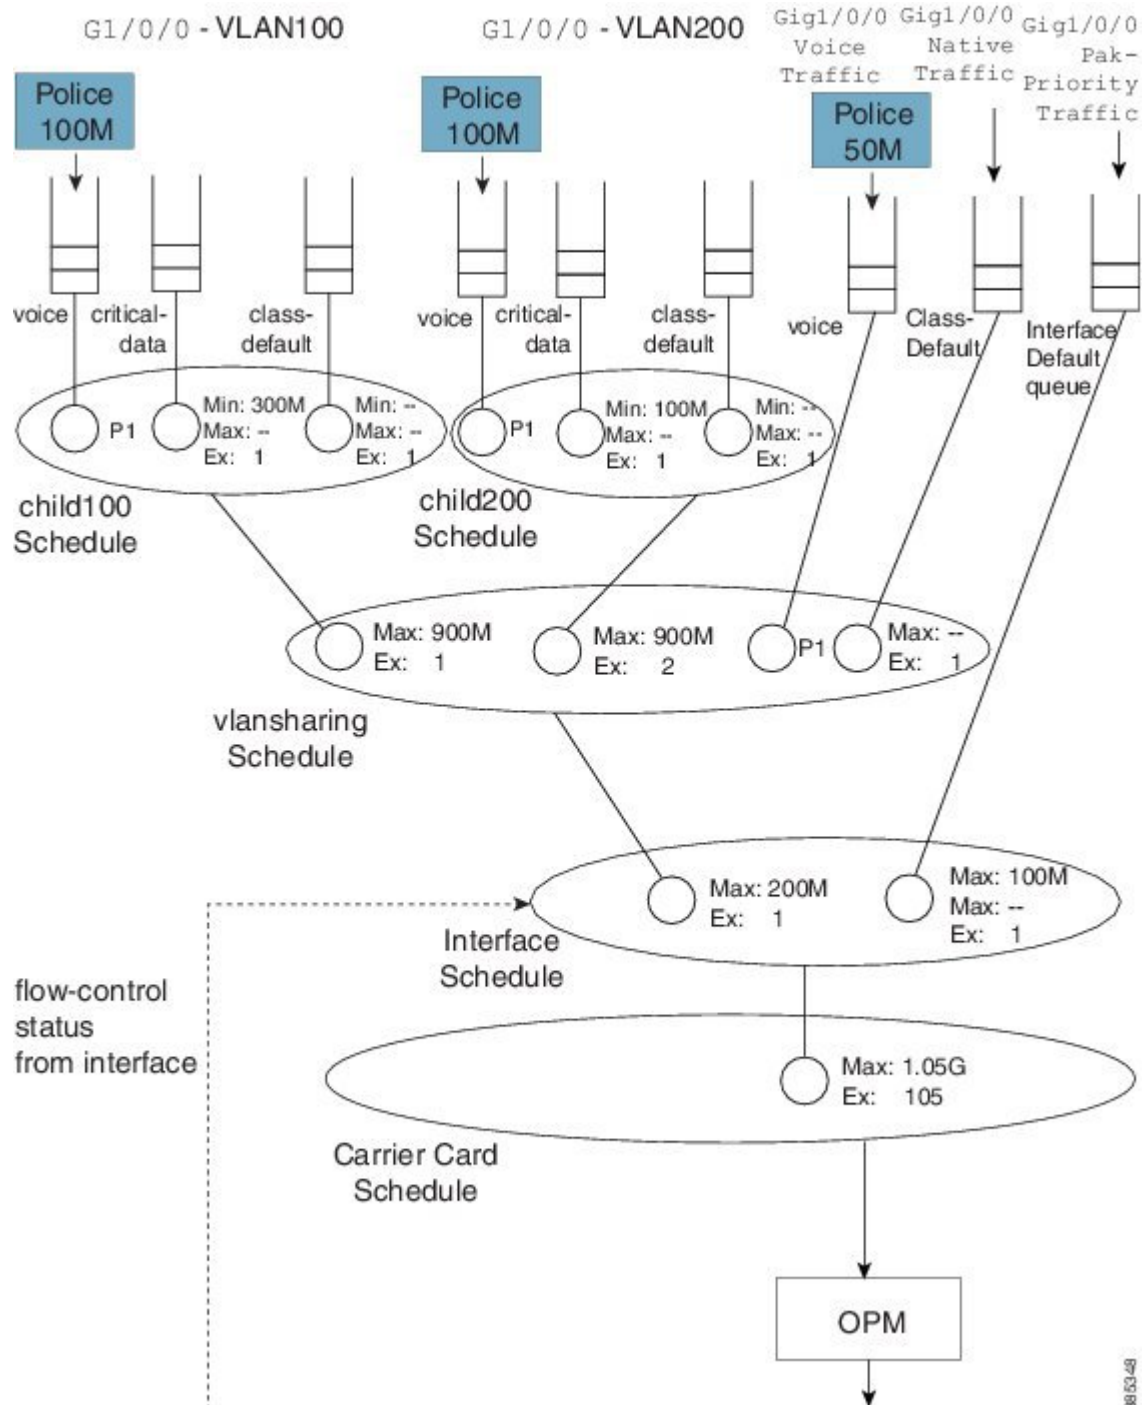 G1/0/0 - VLAN100
G1/0/0 - VLAN200
Gig1/0/0
Voice
Traffic
Gig1/0/0
Native
Traffic
Gig1/0/0
Pak-
Priority
Traffic
Police
100M
Police
100M
Police
50M
voice
critical-
data
class-
default
voice
critical-
data
class-
default
voice
Class-
Default
Interface
Default
queue
P1
Min: 300M
Max: --
Ex: 1
Min: --
Max: --
Ex: 1
P1
Min: 100M
Max: --
Ex: 1
Min: --
Max: --
Ex: 1
child100
Schedule
child200
Schedule
Max: 900M
Ex: 1
Max: 900M
Ex: 2
P1
Max: --
Ex: 1
vlansharing
Schedule
Max: 200M
Ex: 1
Max: 100M
Max: --
Ex: 1
Interface
Schedule
flow-control
status
from interface
Max: 1.05G
Ex: 105
Carrier Card
Schedule
OPM